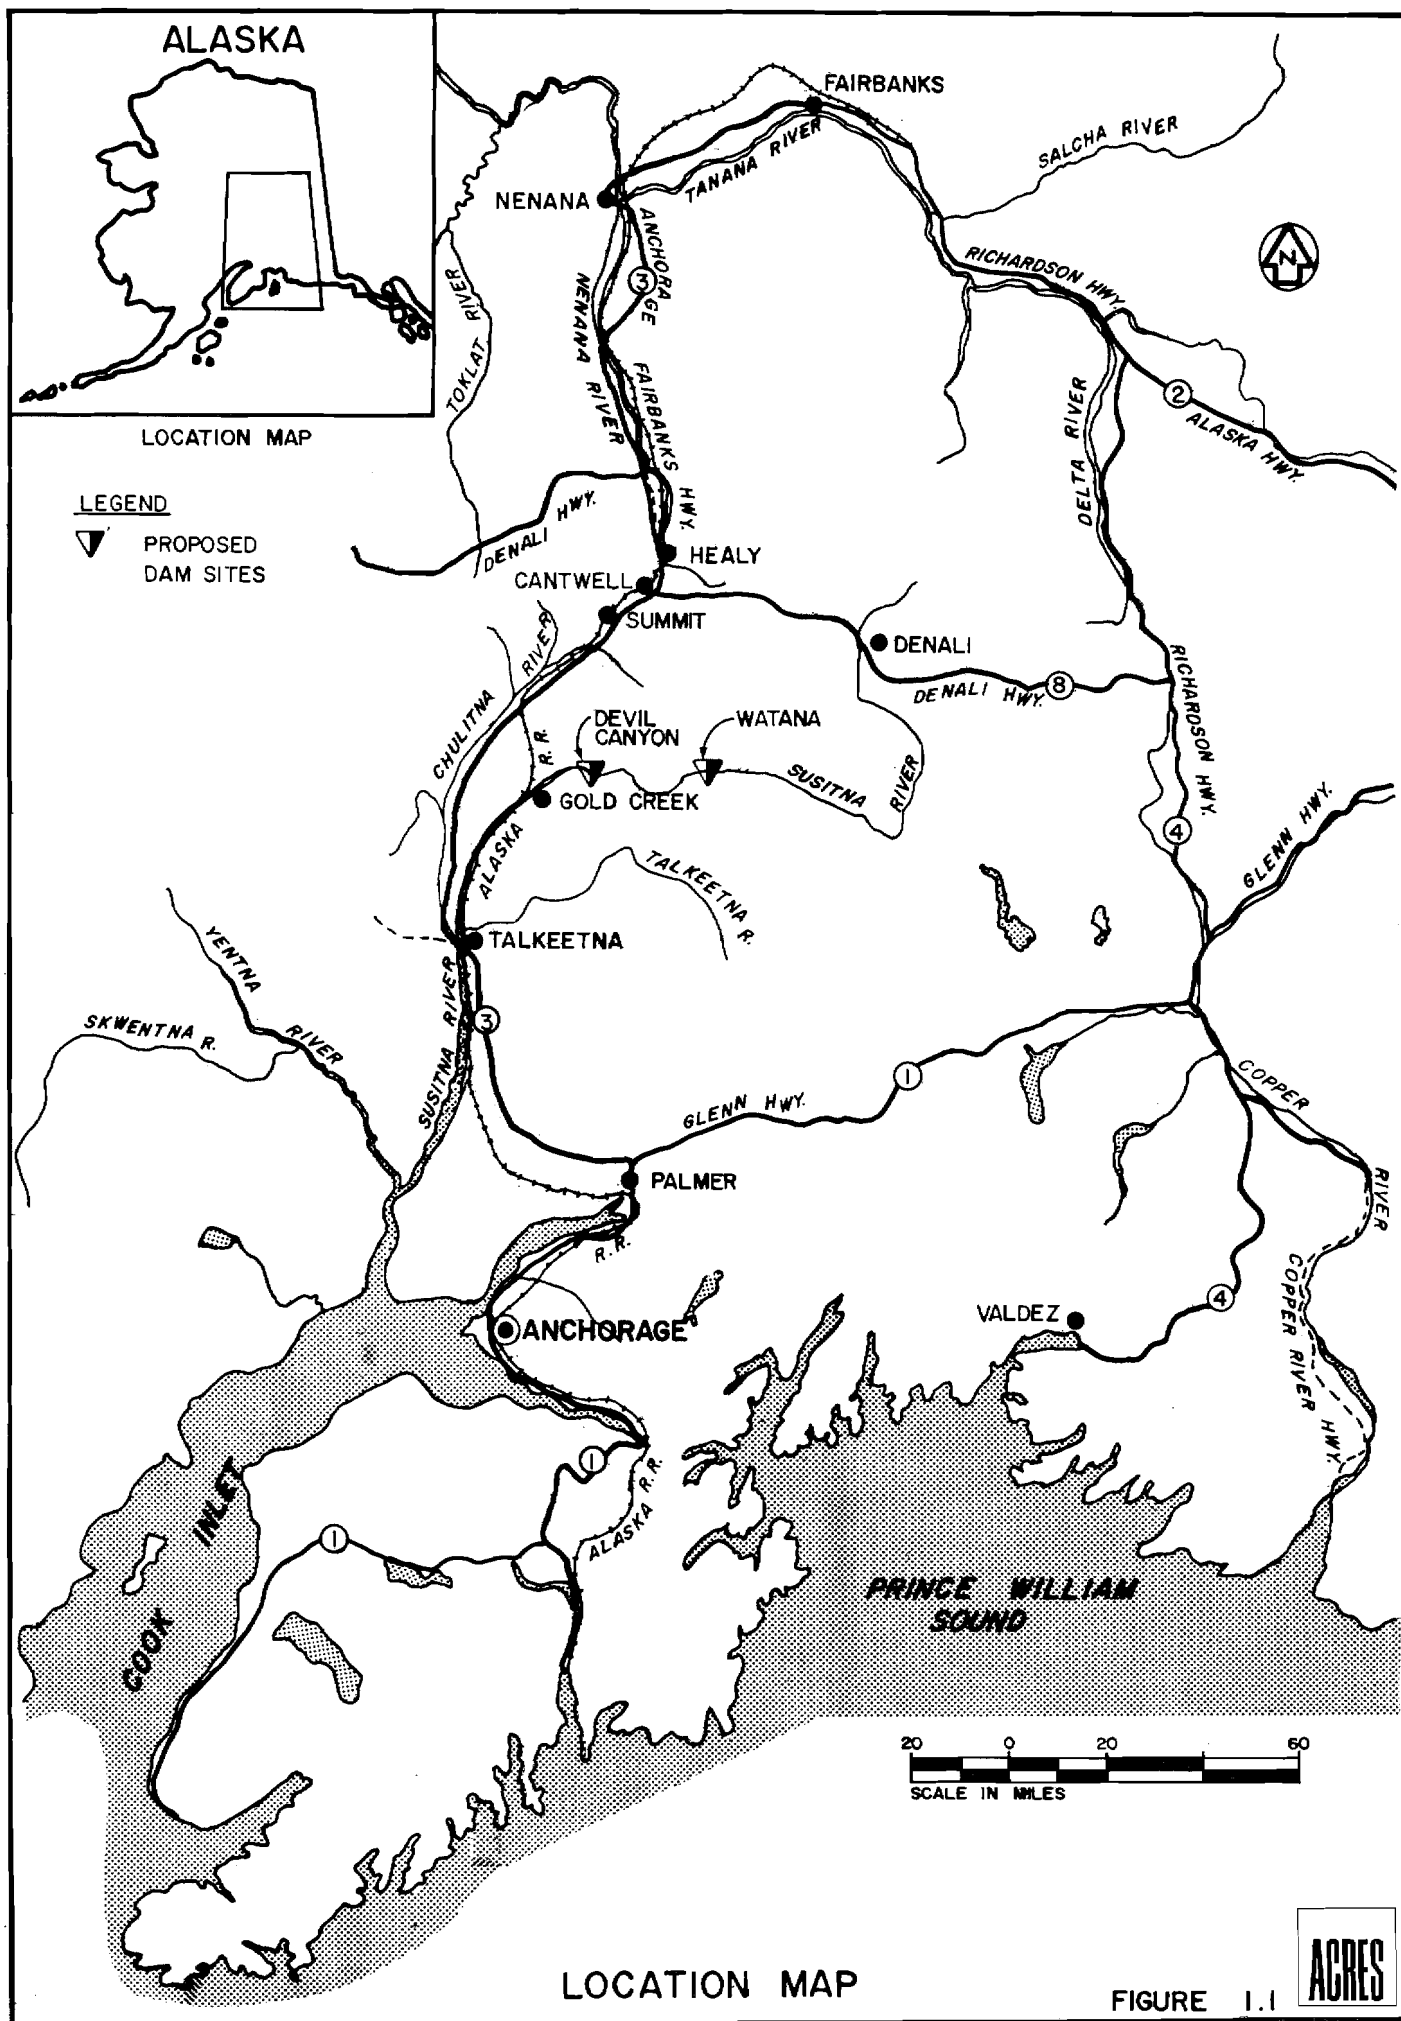 ALASKA
LOCATION MAP
LEGEND
PROPOSED
DAM SITES
FAIRBANKS
TANANA RIVER
SALCHA RIVER
NENANA
N
ANCHORAGE
3
FAIRBANKS
HWY.
NENANA RIVER
TOKLAT RIVER
RICHARDSON HWY.
2
ALASKA HWY.
DELTA RIVER
DENALI HWY.
HEALY
CANTWELL
SUMMIT
DENALI
DENALI HWY.
8
RICHARDSON HWY.
CHULITNA RIVER
DEVIL
CANYON
WATANA
R. R.
SUSITNA RIVER
GOLD CREEK
ALASKA
4
GLENN HWY.
TALKEETNA R.
TALKEETNA
YENTNA RIVER
SKWENTNA R.
SUSITNA RIVER
3
1
GLENN HWY.
COPPER RIVER
PALMER
R. R.
ANCHORAGE
VALDEZ
4
COPPER RIVER HWY.
1
ALASKA R.R.
1
COOK INLET
PRINCE WILLIAM
SOUND
20 0 20 60
SCALE IN MILES
LOCATION MAP
FIGURE 1.1
ACRES